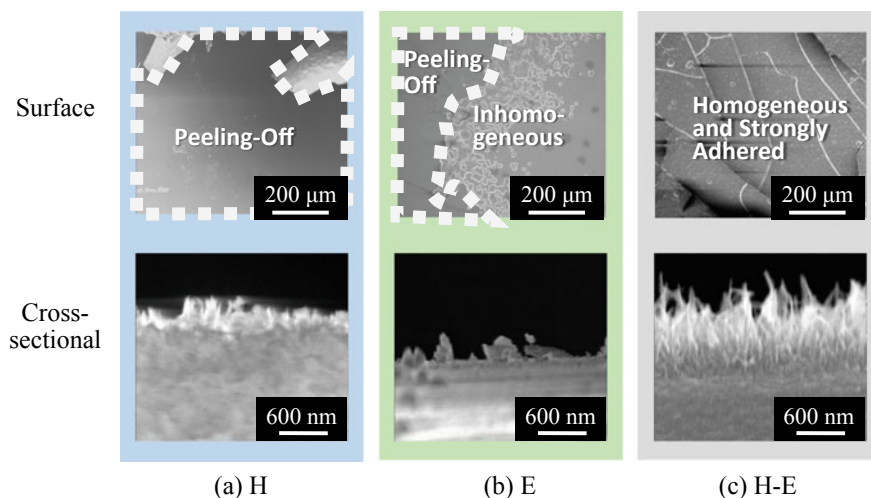 Surface
Peeling-Off
200 μm
Peeling-
Off
Inhomo-
geneous
200 μm
Homogeneous
and Strongly
Adhered
200 μm
Cross-
sectional
600 nm
600 nm
600 nm
(a) H
(b) E
(c) H-E